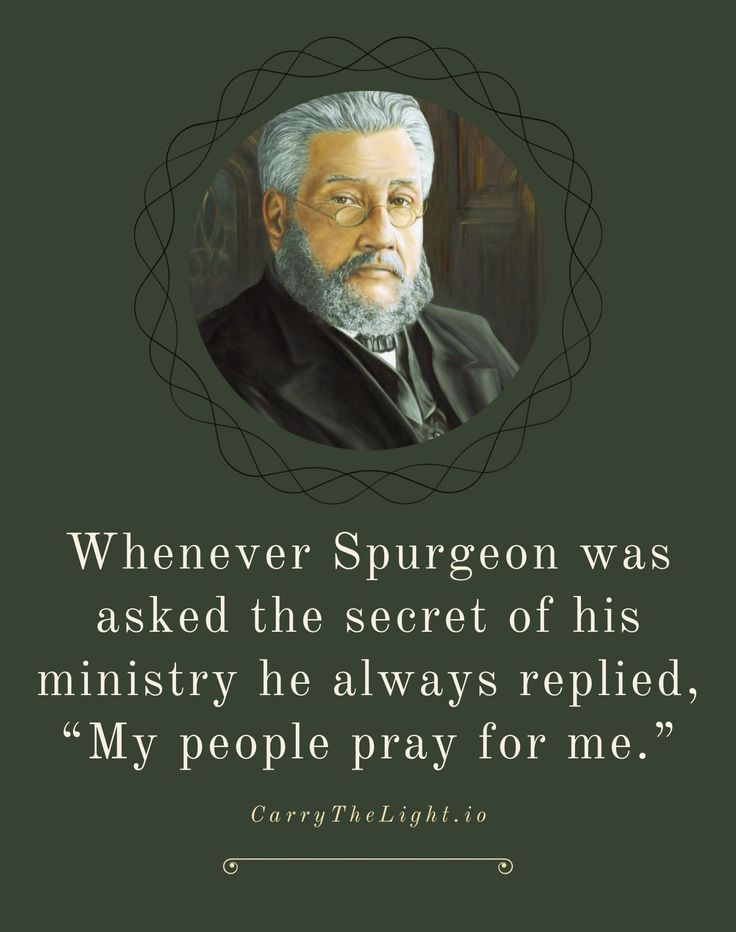 Whenever Spurgeon was
asked the secret of his
ministry he always replied,
“My people pray for me.”
CarryTheLight.io